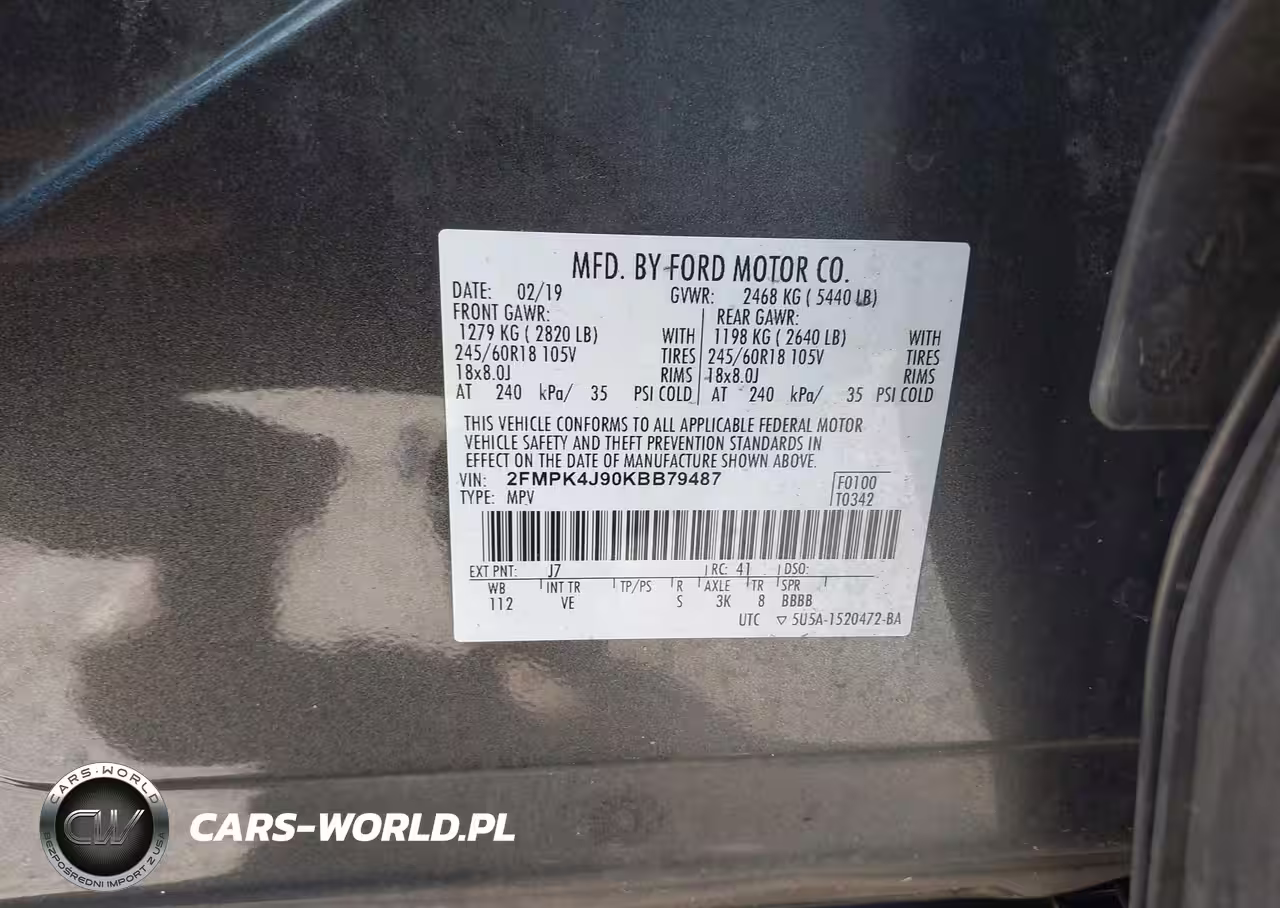 MFD. BY FORD MOTOR CO.
DATE: 02/19 GVWR: 2468 KG ( 5440 LB)
FRONT GAWR: REAR GAWR:
1279 KG ( 2820 LB) WITH 1198 KG ( 2640 LB) WITH
245/60R18 105V TIRES 245/60R18 105V TIRES
18x8.0J RIMS 18x8.0J RIMS
AT 240 kPa/ 35 PSI COLD AT 240 kPa/ 35 PSI COLD
THIS VEHICLE CONFORMS TO ALL APPLICABLE FEDERAL MOTOR
VEHICLE SAFETY AND THEFT PREVENTION STANDARDS IN
EFFECT ON THE DATE OF MANUFACTURE SHOWN ABOVE.
VIN: 2FMPK4J90KBB79487 F0100
TYPE: MPV T0342
EXT PNT: J7 RC: 41 DSO:
WB INT TR TP/PS R AXLE TR SPR
112 VE S 3K 8 BBBB
UTC ▽ 5U5A-1520472-BA
CARS-WORLD
CW
BEZPOŚREDNI IMPORT Z USA
CARS-WORLD.PL